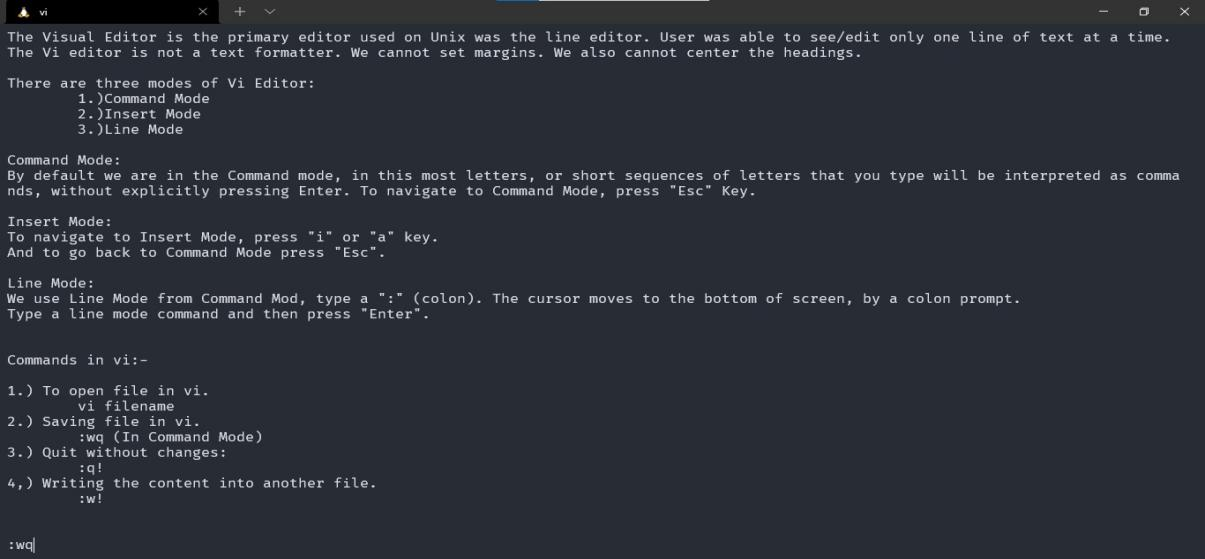 vi
The Visual Editor is the primary editor used on Unix was the line editor. User was able to see/edit only one line of text at a time.
The Vi editor is not a text formatter. We cannot set margins. We also cannot center the headings.
There are three modes of Vi Editor:
1.)Command Mode
2.)Insert Mode
3.)Line Mode
Command Mode:
By default we are in the Command mode, in this most letters, or short sequences of letters that you type will be interpreted as comma
nds, without explicitly pressing Enter. To navigate to Command Mode, press "Esc" Key.
Insert Mode:
To navigate to Insert Mode, press "i" or "a" key.
And to go back to Command Mode press "Esc".
Line Mode:
We use Line Mode from Command Mod, type a ":" (colon). The cursor moves to the bottom of screen, by a colon prompt.
Type a line mode command and then press "Enter".
Commands in vi:-
1.) To open file in vi.
vi filename
2.) Saving file in vi.
:wq (In Command Mode)
3.) Quit without changes:
:q!
4,) Writing the content into another file.
:w!
:wq